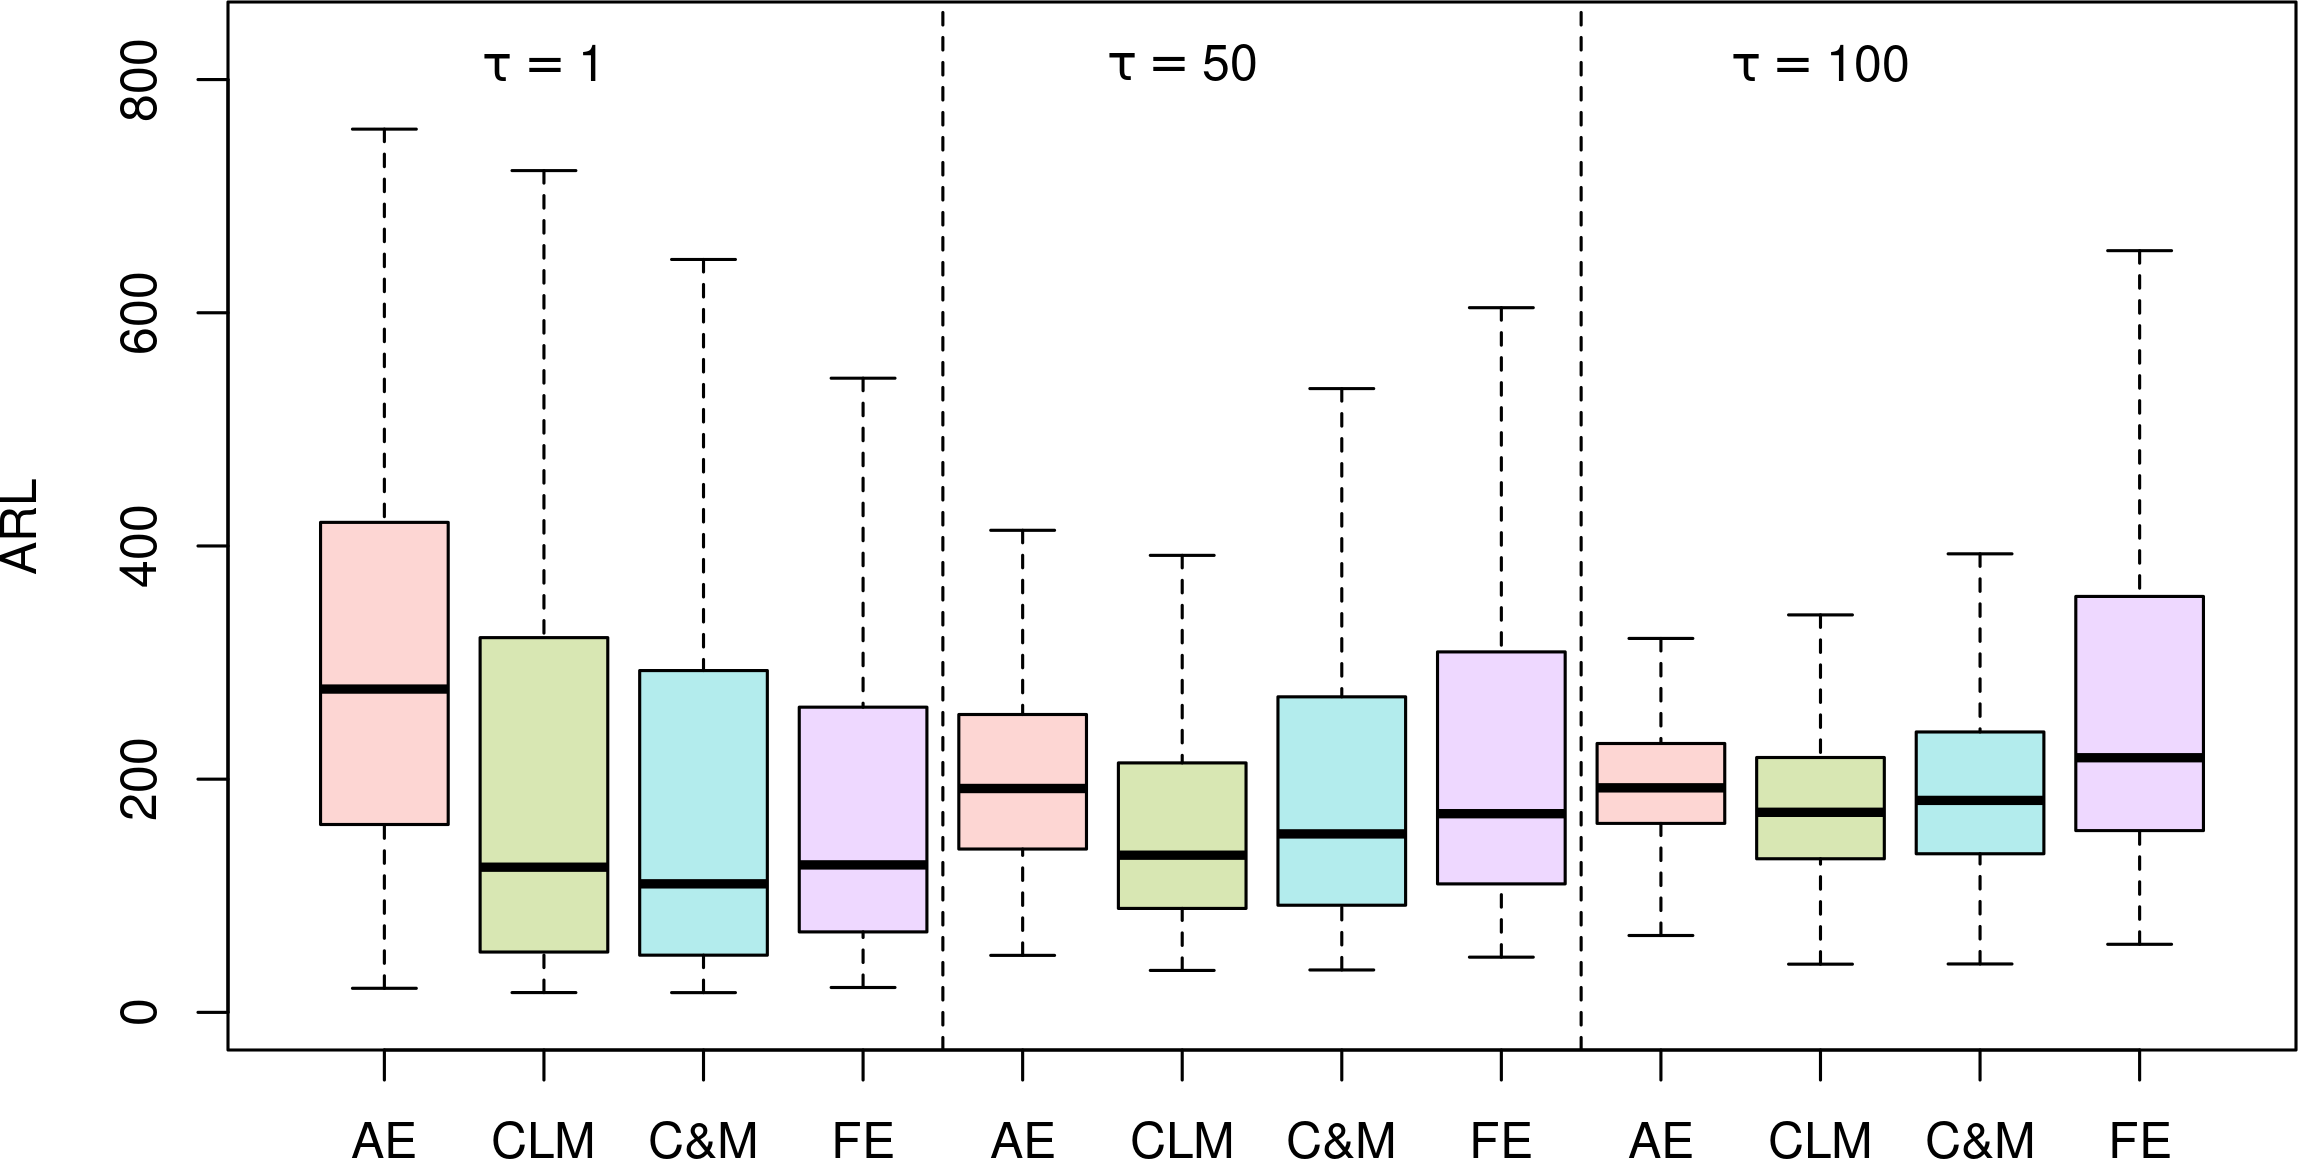 τ = 1
τ = 50
τ = 100
800
600
400
200
0
ARL
AE CLM C&M FE AE CLM C&M FE AE CLM C&M FE